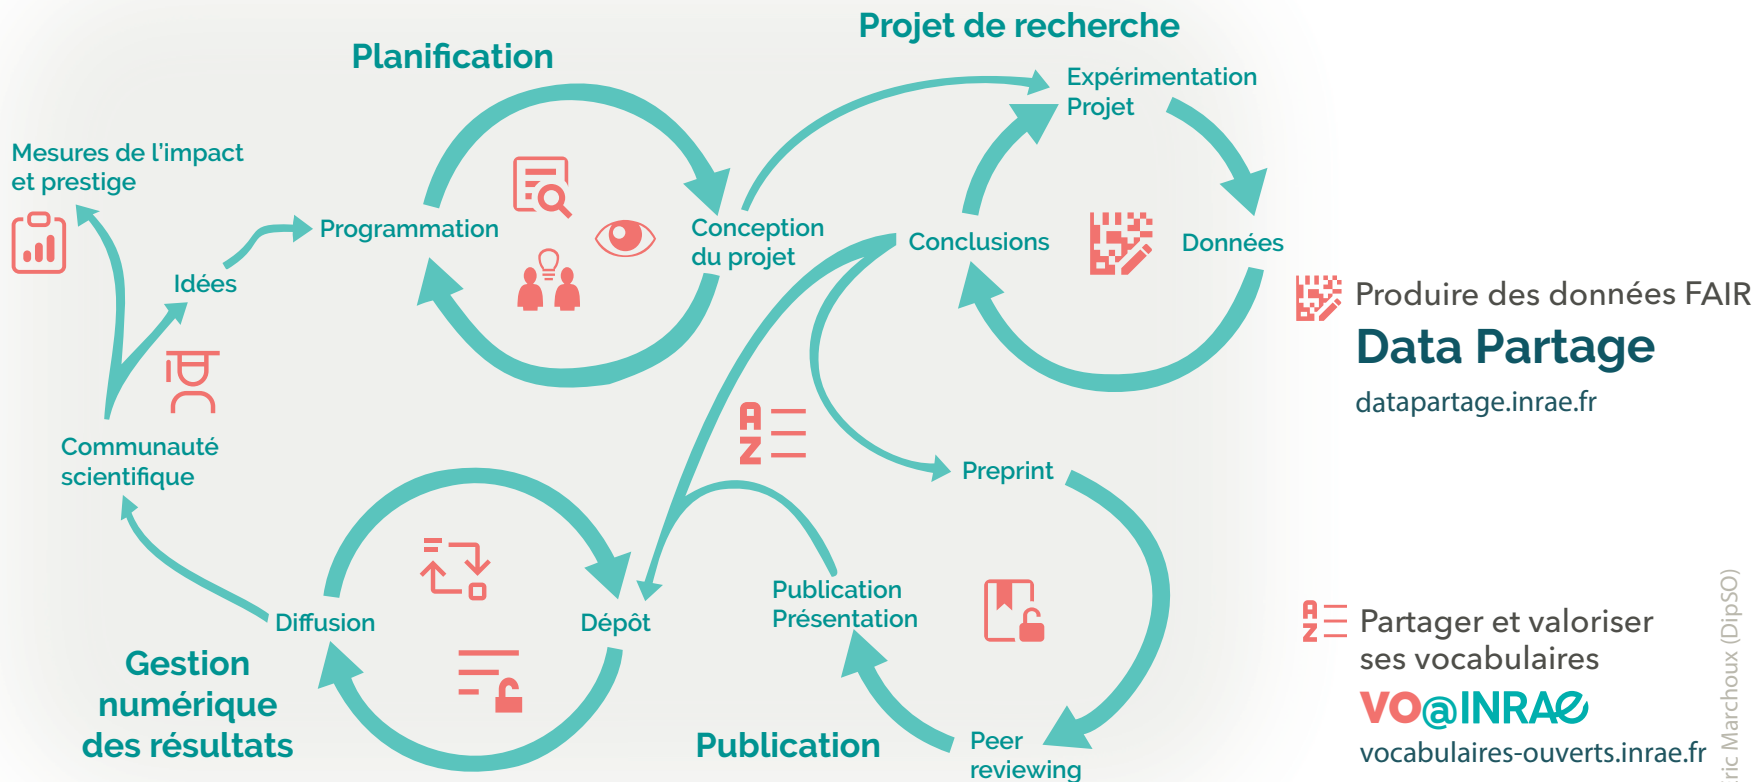 Projet de recherche
Planification
Expérimentation
Projet
Mesures de l'impact
et prestige
Programmation
Conception
du projet
Conclusions
Données
Idées
Produire des données FAIR
Data Partage
datapartage.inrae.fr
A
Z
Communauté
scientifique
Preprint
Publication
Présentation
Diffusion
Dépôt
Gestion
numérique
des résultats
Publication
Peer
reviewing
A
Z
Partager et valoriser
ses vocabulaires
VO@INRAE
vocabulaires-ouverts.inrae.fr
Marchoux (DipSO)